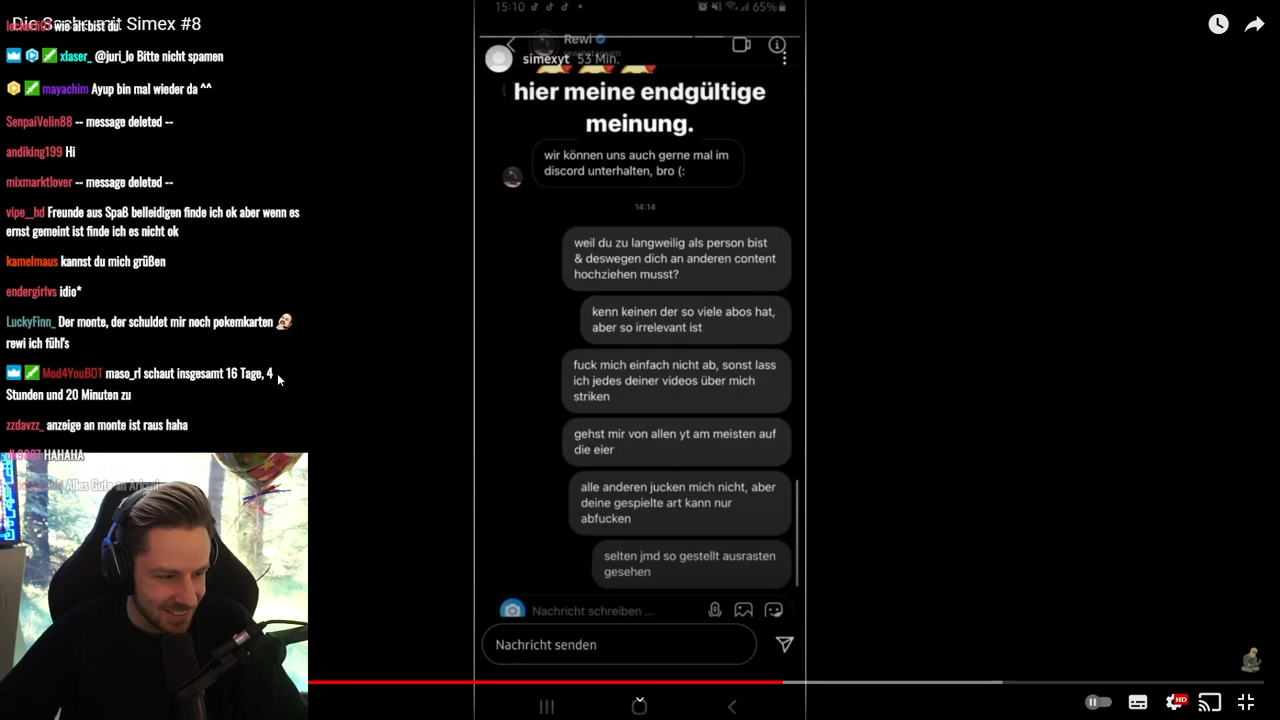 Die Sache mit Simex #8
wie alt bist du
xlaser_ @juri_lo Bitte nicht spamen
mayachim Ayup bin mal wieder da ^^
SenpaiVelin88 -- message deleted --
andiking199 Hi
mixmarktlover -- message deleted --
vipe__hd Freunde aus Spaß belleidigen finde ich ok aber wenn es
ernst gemeint ist finde ich es nicht ok
kamelmaus kannst du mich grüßen
endergirlvs idio*
LuckyFinn_ Der monte, der schuldet mir noch pokemkarten
rewi ich fühl's
Mod4YouBOT maso_rl schaut insgesamt 16 Tage, 4
Stunden und 20 Minuten zu
zzdavzz_ anzeige an monte ist raus haha
HAHAHA
Alles Gute an
15:10
65%
Rewi
simexyt 53 Min.
hier meine endgültige
meinung.
wir können uns auch gerne mal im
discord unterhalten, bro (:
14:14
weil du zu langweilig als person bist
& deswegen dich an anderen content
hochziehen musst?
kenn keinen der so viele abos hat,
aber so irrelevant ist
fuck mich einfach nicht ab, sonst lass
ich jedes deiner videos über mich
striken
gehst mir von allen yt am meisten auf
die eier
alle anderen jucken mich nicht, aber
deine gespielte art kann nur
abfucken
selten jmd so gestellt ausrasten
gesehen
Nachricht schreiben ...
Nachricht senden
HD